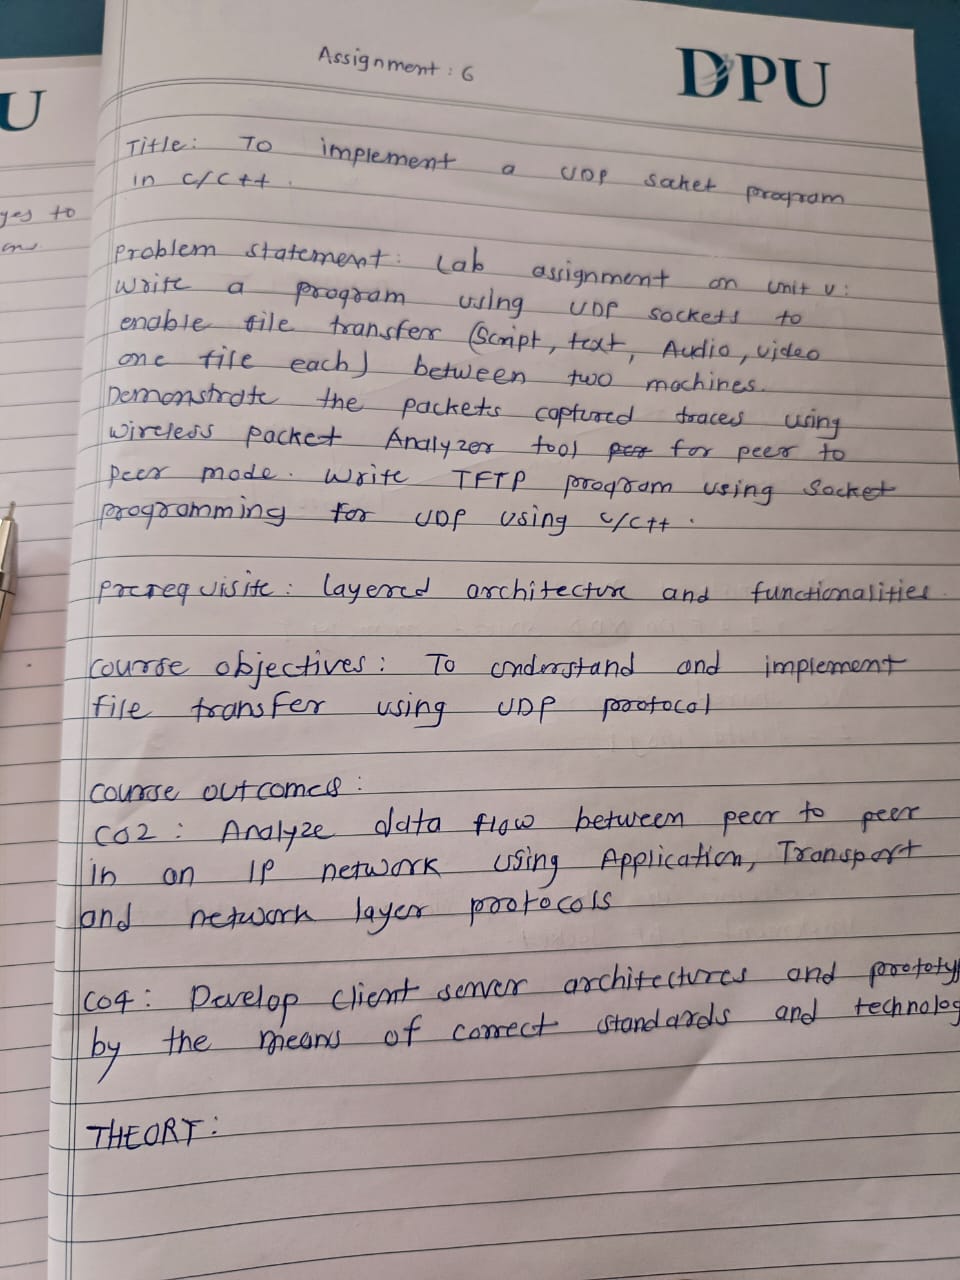 Assignment : 6
DPU
U
Title: To implement a UDP Socket program
in C/C++.
yes to
Problem statement: Lab assignment on unit V:
Write a program using UDP sockets to
enable file transfer (Script, text, Audio, video
one file each) between two machines.
Demonstrate the packets captured traces using
wireless packet Analyzer tool per for peer to
peer mode. Write TFTP program using Socket
programming for UDP using C/C++.
Prerequisite: layered architecture and functionalities.
Course objectives: To understand and implement
file transfer using UDP protocol
Course outcomes:
CO2: Analyze data flow between peer to peer
in an IP network using Application, Transport
and network layer protocols
CO4: Develop client server architectures and prototy
by the means of correct standards and technolog
THEORY: